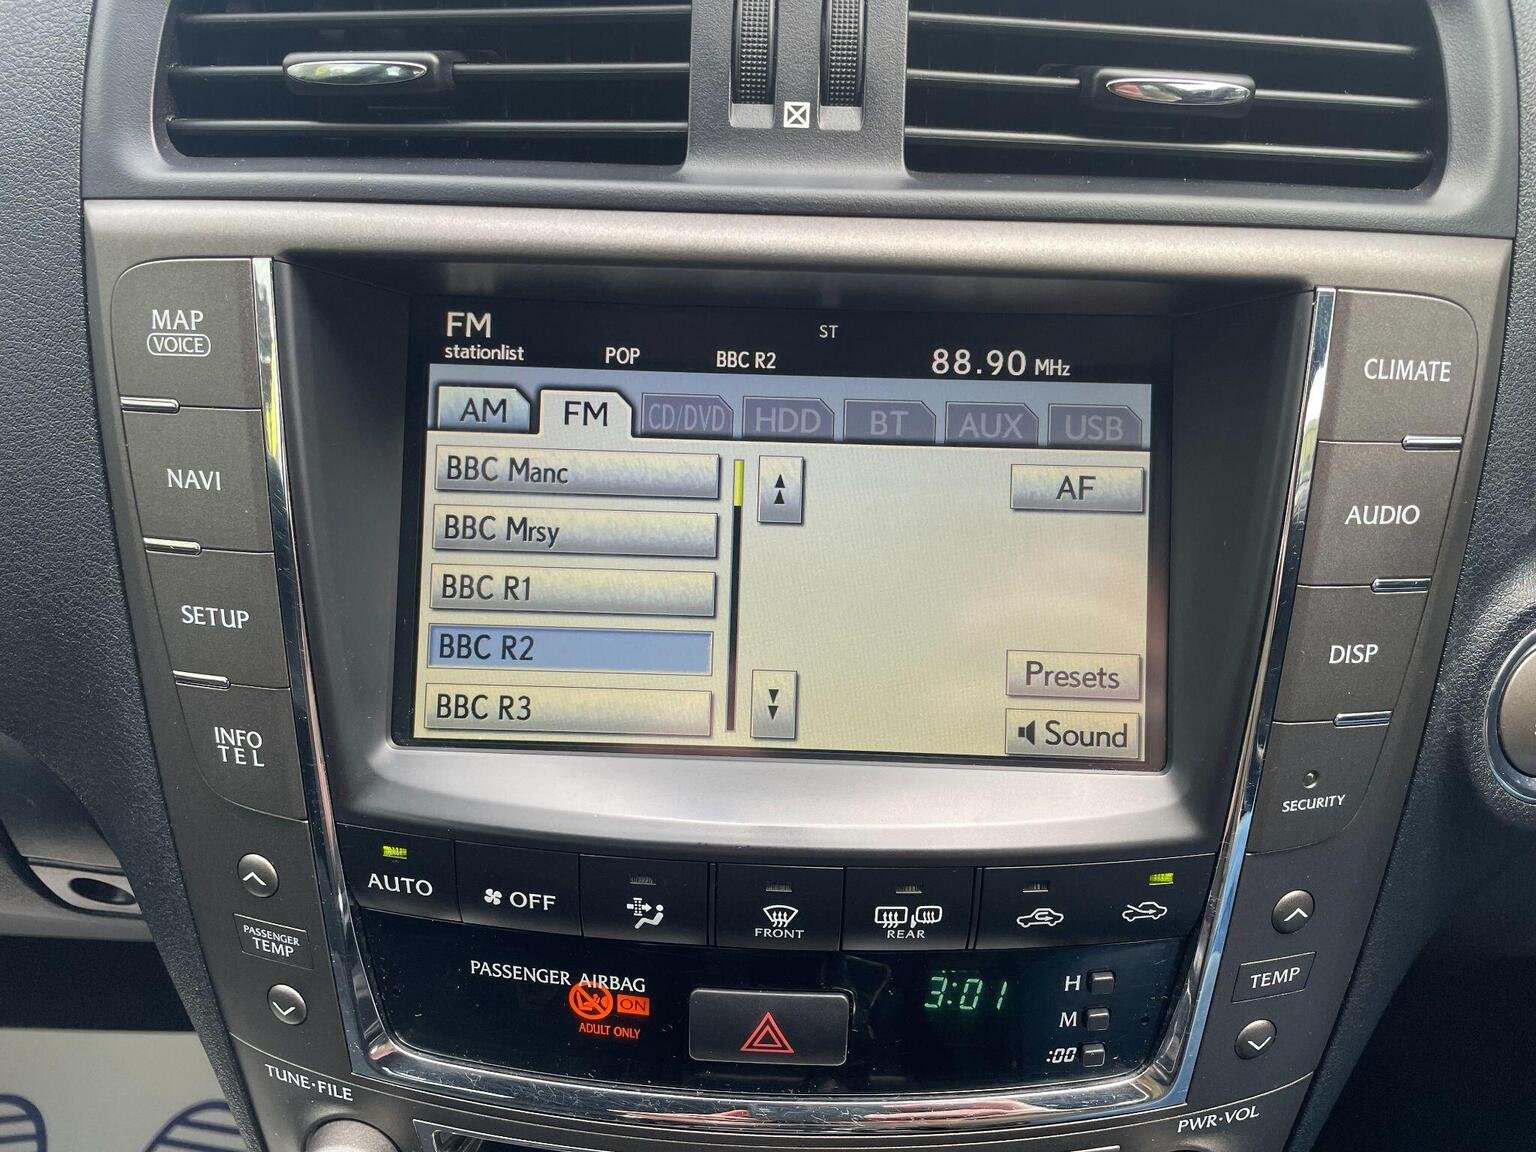 MAP
VOICE
NAVI
SETUP
INFO
TEL
FM
stationlist
POP
BBC R2
ST
88.90 MHz
AM
FM
CD/DVD
HDD
BT
AUX
USB
BBC Manc
BBC Mrsy
BBC R1
BBC R2
BBC R3
AF
Presets
Sound
CLIMATE
AUDIO
DISP
SECURITY
AUTO
OFF
FRONT
REAR
PASSENGER
TEMP
PASSENGER AIRBAG
ON
ADULT ONLY
3:01
H
M
:00
TEMP
TUNE·FILE
PWR·VOL